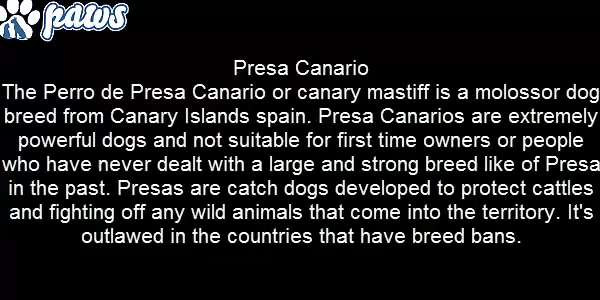 paws
Presa Canario
The Perro de Presa Canario or canary mastiff is a molossor dog
breed from Canary Islands spain. Presa Canarios are extremely
powerful dogs and not suitable for first time owners or people
who have never dealt with a large and strong breed like of Presa
in the past. Presas are catch dogs developed to protect cattles
and fighting off any wild animals that come into the territory. It's
outlawed in the countries that have breed bans.